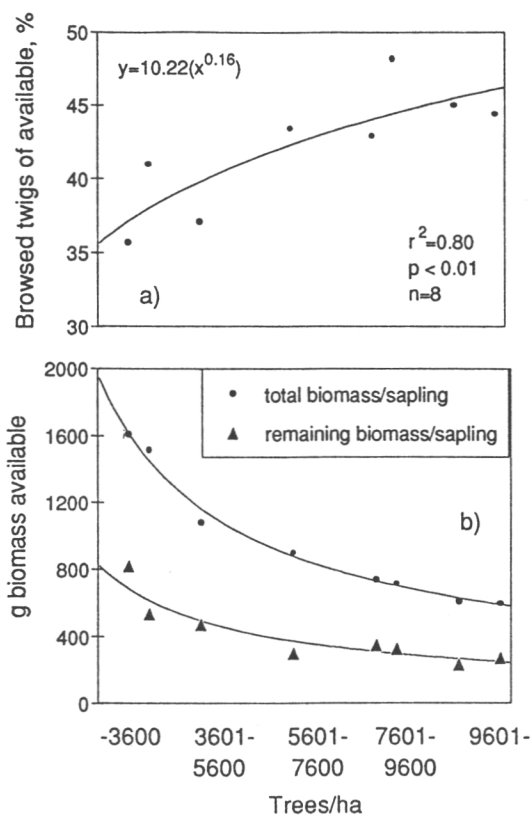 Browsed twigs of available, %
50
45
40
35
30
y=10.22(x^0.16)
r²=0.80
p < 0.01
n=8
a)
g biomass available
2000
1600
1200
800
400
0
total biomass/sapling
remaining biomass/sapling
b)
-3600 3601- 5601- 7601- 9601-
5600 7600 9600
Trees/ha